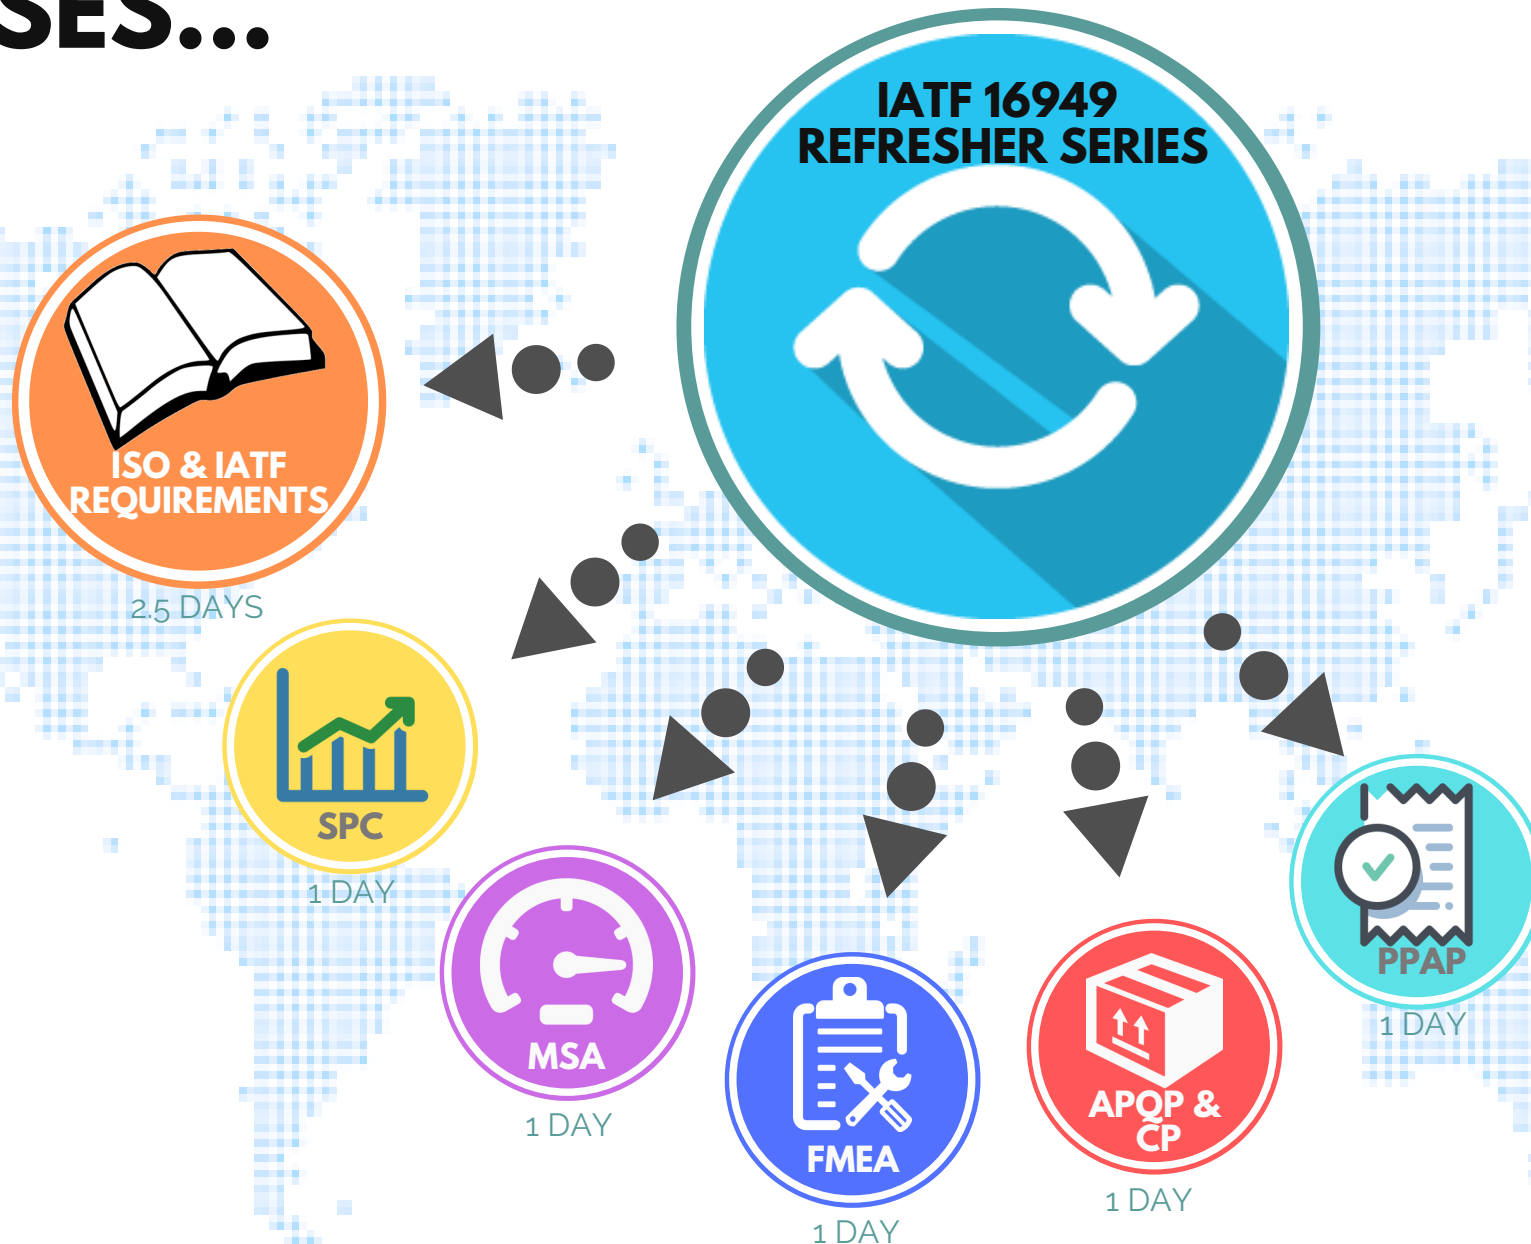 SES...
IATF 16949
REFRESHER SERIES
ISO & IATF
REQUIREMENTS
2.5 DAYS
SPC
1 DAY
MSA
1 DAY
FMEA
1 DAY
APQP &
CP
1 DAY
PPAP
1 DAY